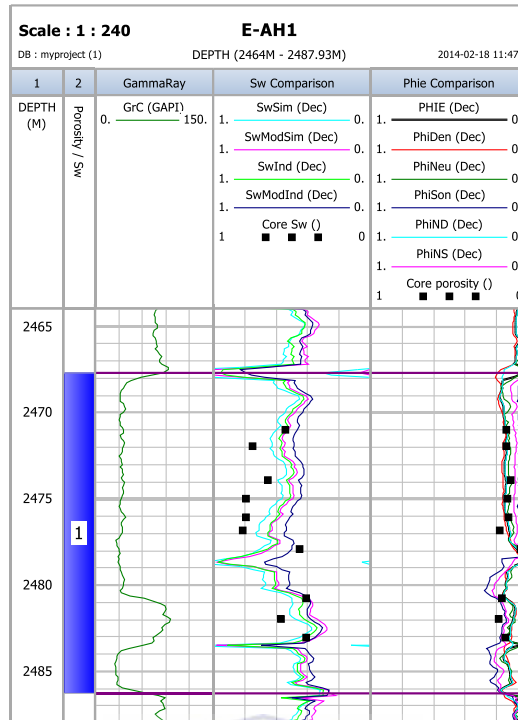 Scale : 1 : 240
E-AH1
DB : myproject (1)
DEPTH (2464M - 2487.93M)
2014-02-18 11:47
1
2
GammaRay
Sw Comparison
Phie Comparison
DEPTH
(M)
Porosity / Sw
GrC (GAPI)
0. 150.
SwSim (Dec)
1. 0.
SwModSim (Dec)
1. 0.
SwInd (Dec)
1. 0.
SwModInd (Dec)
1. 0.
Core Sw ()
1 0
PHIE (Dec)
1. 0
PhiDen (Dec)
1. 0
PhiNeu (Dec)
1. 0
PhiSon (Dec)
1. 0
PhiND (Dec)
1. 0
PhiNS (Dec)
1. 0
Core porosity ()
1
2465
2470
2475
1
2480
2485